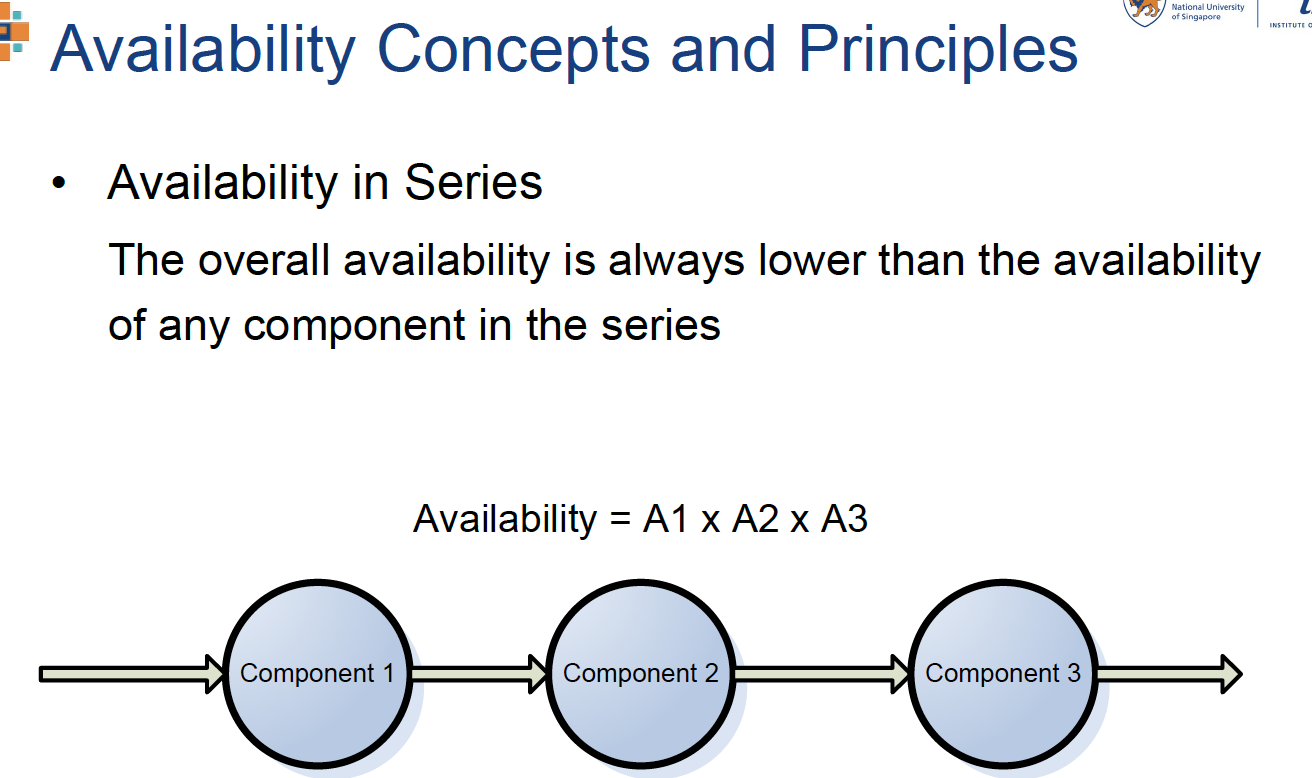 National University
of Singapore
INSTITUTE O
Availability Concepts and Principles
• Availability in Series
The overall availability is always lower than the availability
of any component in the series
Availability = A1 x A2 x A3
Component 1
Component 2
Component 3